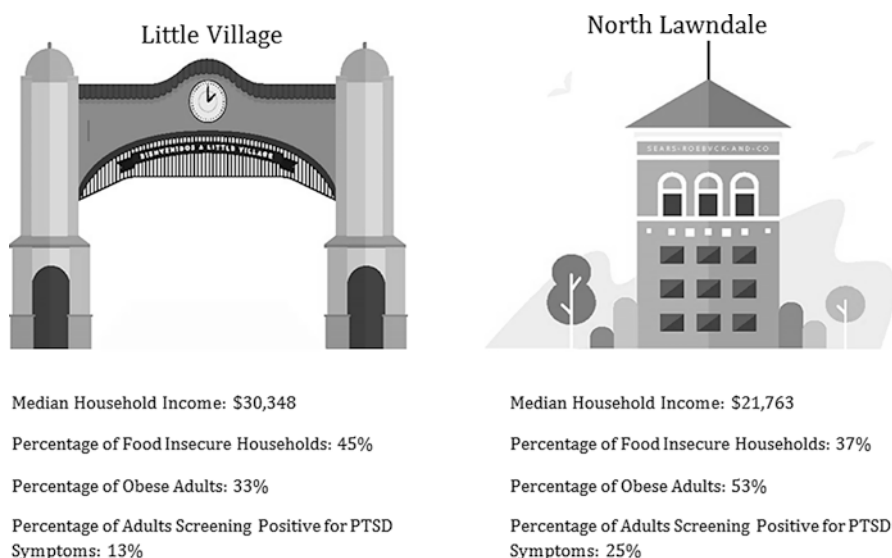 Little Village
BIENVENIDOS A LITTLE VILLAGE
Median Household Income: $30,348
Percentage of Food Insecure Households: 45%
Percentage of Obese Adults: 33%
Percentage of Adults Screening Positive for PTSD
Symptoms: 13%
North Lawndale
SEARS·ROEBVCK·AND·CO
Median Household Income: $21,763
Percentage of Food Insecure Households: 37%
Percentage of Obese Adults: 53%
Percentage of Adults Screening Positive for PTSD
Symptoms: 25%